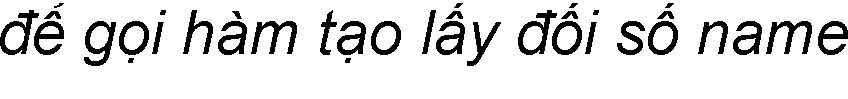 để gọi hàm tạo lấy đối số name